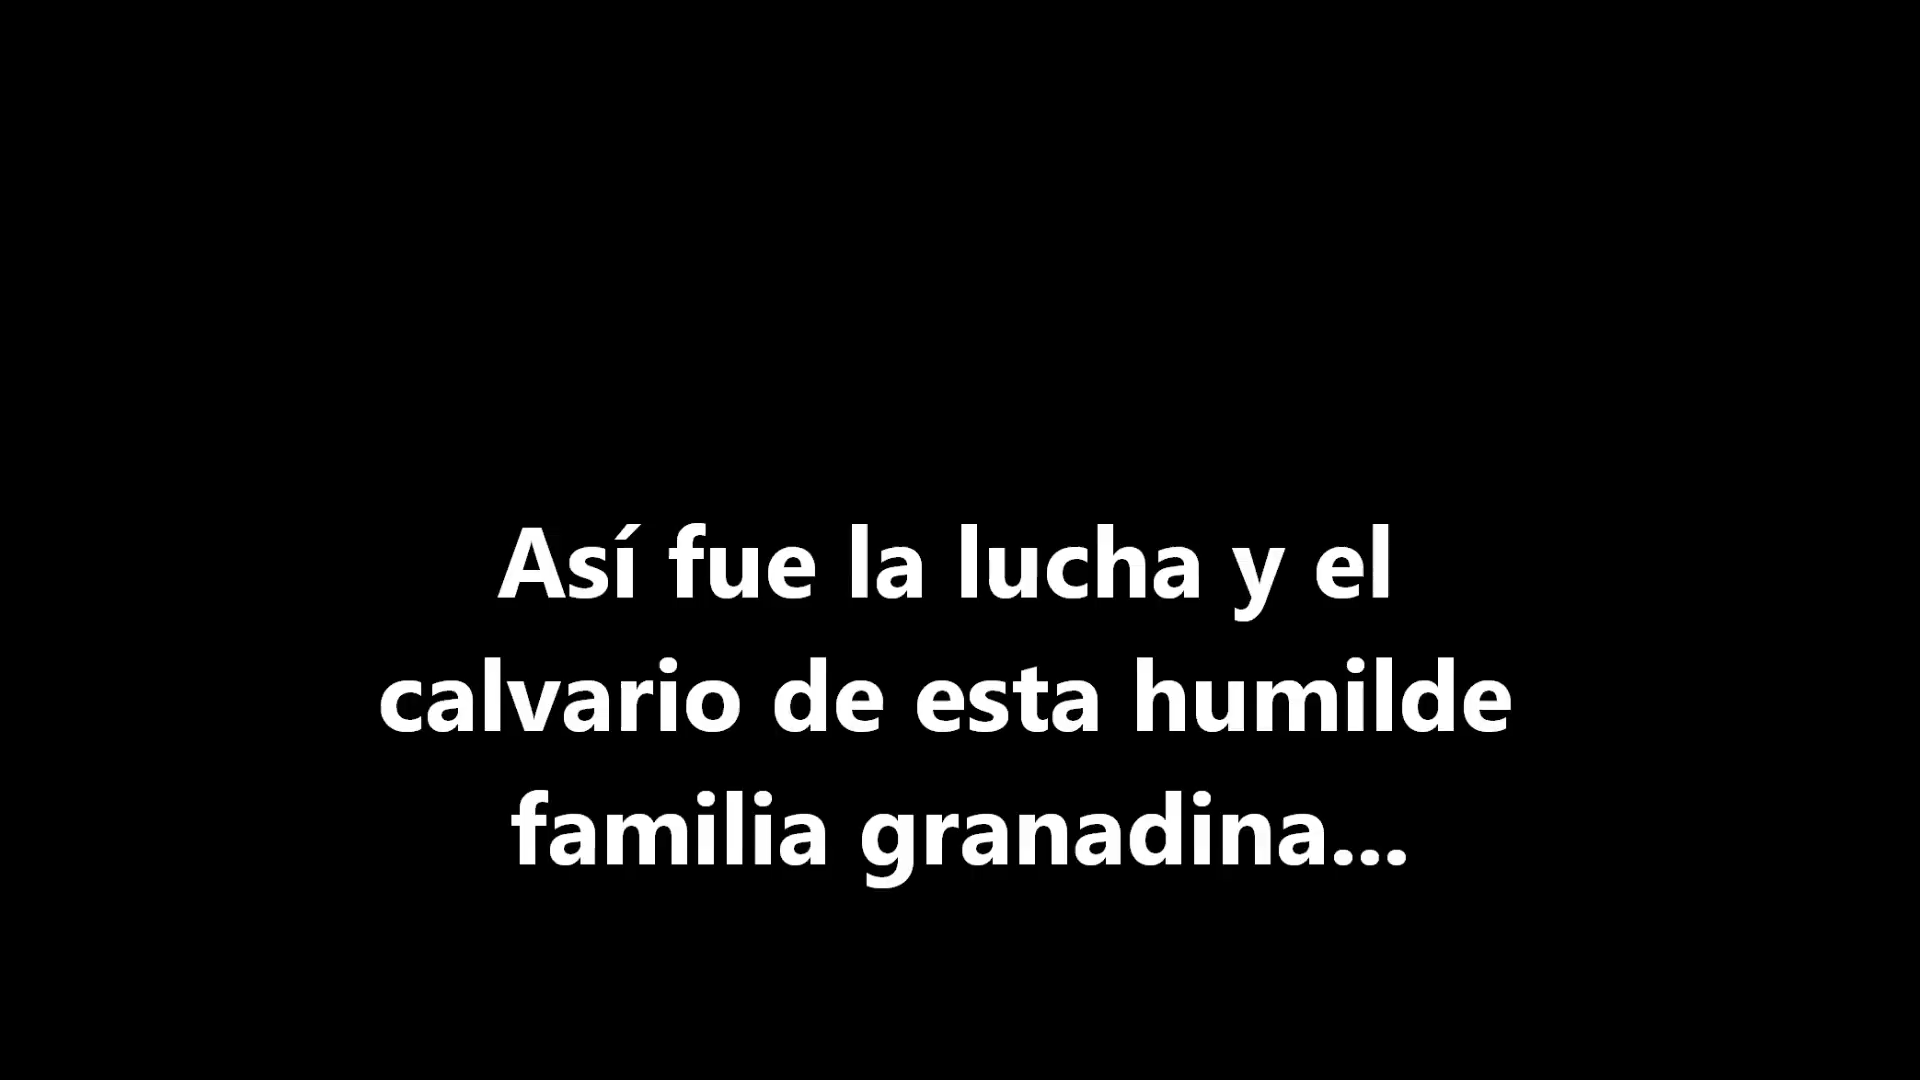 Así fue la lucha y el
calvario de esta humilde
familia granadina...